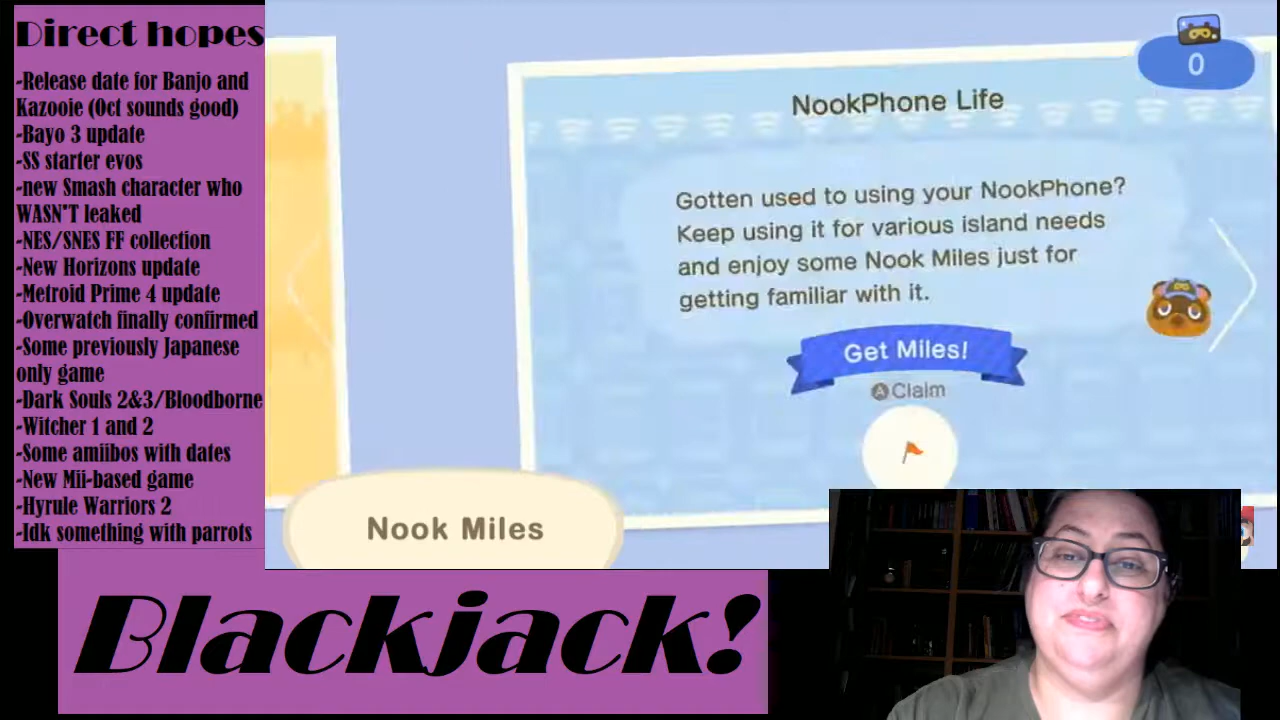 Direct hopes
-Release date for Banjo and
Kazooie (Oct sounds good)
-Bayo 3 update
-SS starter evos
-new Smash character who
WASN'T leaked
-NES/SNES FF collection
-New Horizons update
-Metroid Prime 4 update
-Overwatch finally confirmed
-Some previously Japanese
only game
-Dark Souls 2&3/Bloodborne
-Witcher 1 and 2
-Some amiibos with dates
-New Mii-based game
-Hyrule Warriors 2
-Idk something with parrots
0
NookPhone Life
Gotten used to using your NookPhone?
Keep using it for various island needs
and enjoy some Nook Miles just for
getting familiar with it.
Get Miles!
A Claim
Nook Miles
Blackjack!